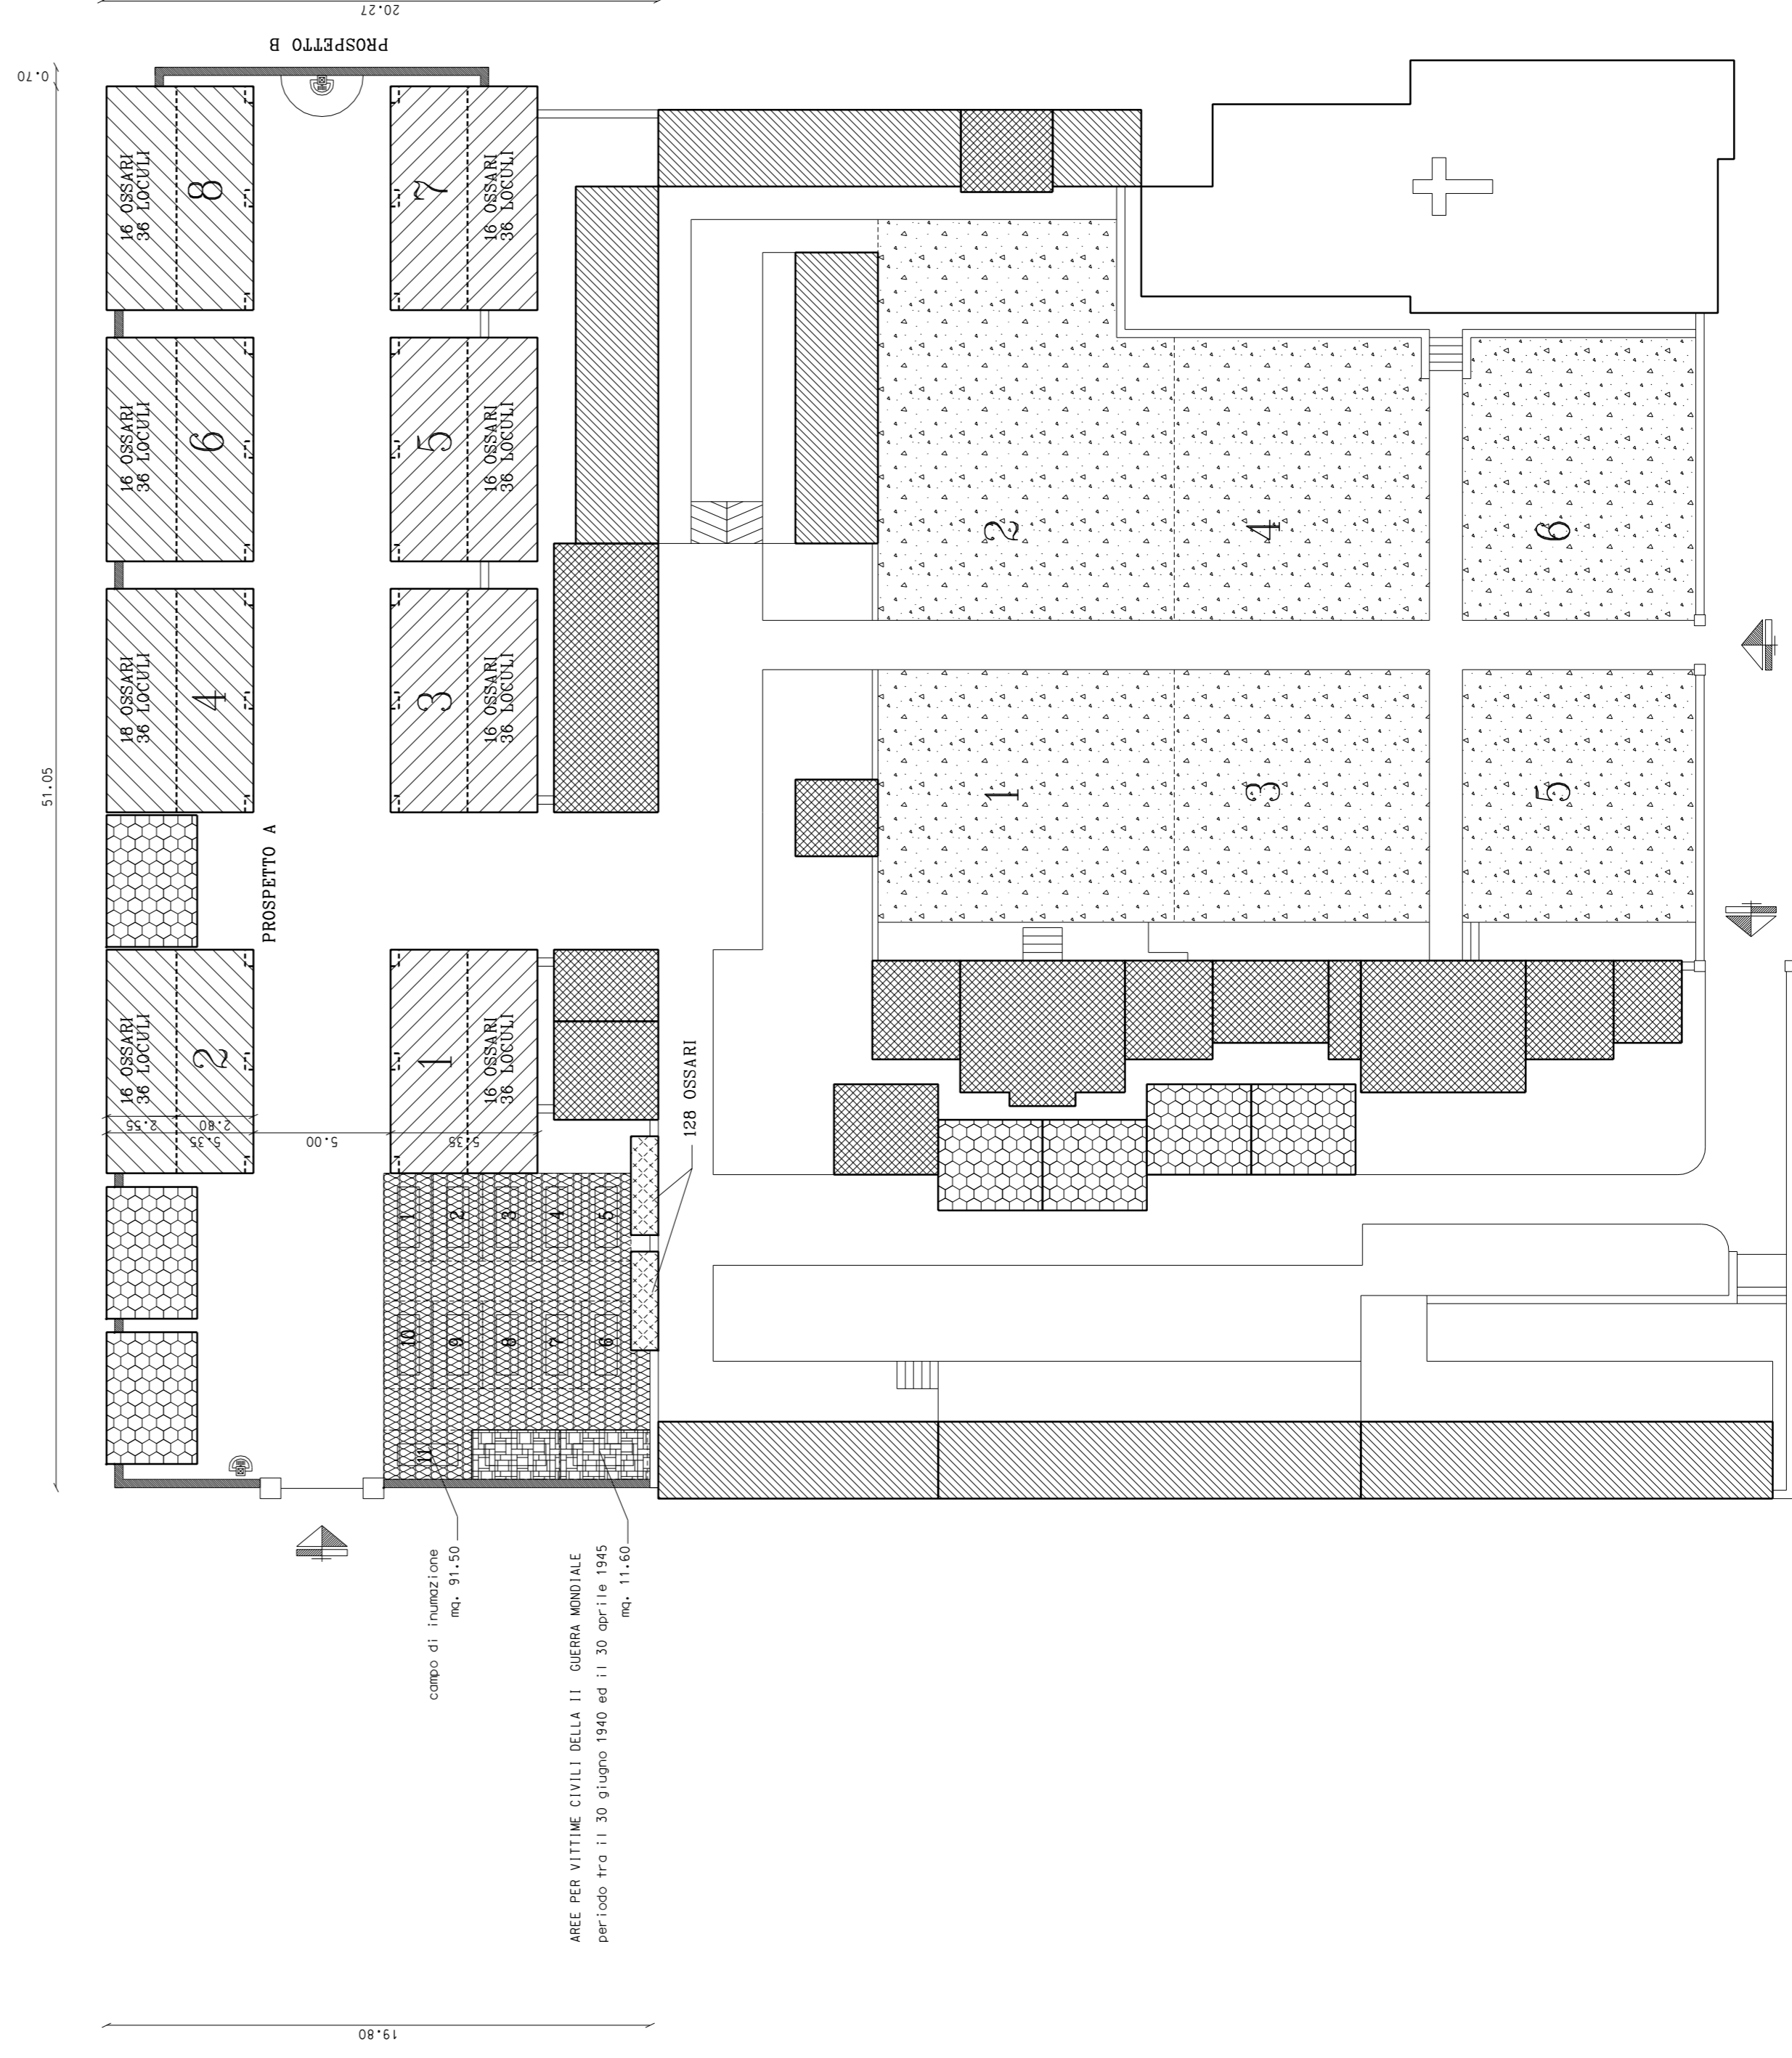 20.27
PROSPETTO B
0.70
51.05
16 OSSARI
36 LOCULI
8
7
16 OSSARI
36 LOCULI
16 OSSARI
36 LOCULI
6
5
16 OSSARI
36 LOCULI
18 OSSARI
36 LOCULI
4
3
16 OSSARI
36 LOCULI
PROSPETTO A
16 OSSARI
36 LOCULI
2
1
16 OSSARI
36 LOCULI
2.55
2.80
5.35
5.00
5.35
128 OSSARI
1
2
3
4
5
10
9
8
7
6
11
campo di inumazione
mq. 91.50
AREE PER VITTIME CIVILI DELLA II GUERRA MONDIALE
periodo tra il 30 giugno 1940 ed il 30 aprile 1945
mq. 11.60
2
4
6
1
3
5
19.80